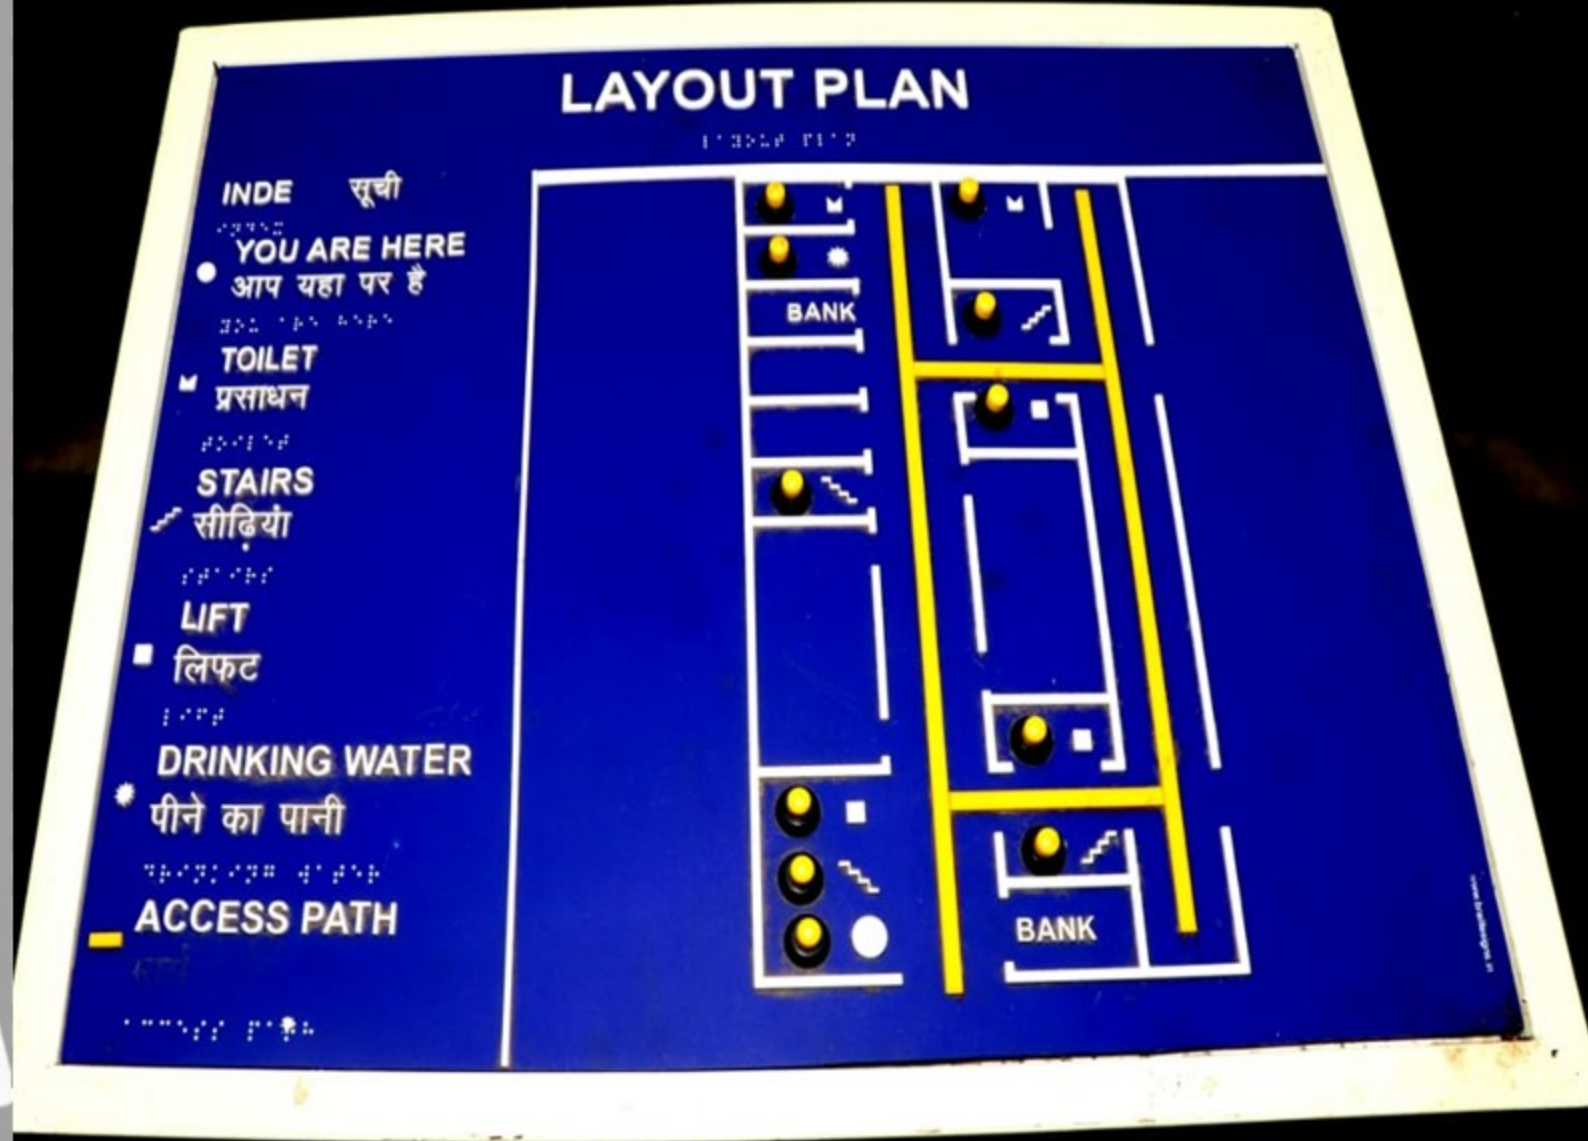 LAYOUT PLAN
⠇⠁⠽⠕⠥⠞ ⠏⠇⠁⠝
INDE सूची
YOU ARE HERE
आप यहा पर है
⠽⠕⠥ ⠁⠗⠑ ⠓⠑⠗⠑
TOILET
प्रसाधन
⠞⠕⠊⠇⠑⠞
STAIRS
सीढ़ियां
⠎⠞⠁⠊⠗⠎
LIFT
लिफट
⠇⠊⠋⠞
DRINKING WATER
पीने का पानी
⠙⠗⠊⠝⠅⠊⠝⠛ ⠺⠁⠞⠑⠗
ACCESS PATH
⠁⠉⠉⠑⠎⠎ ⠏⠁⠞⠓
BANK
BANK